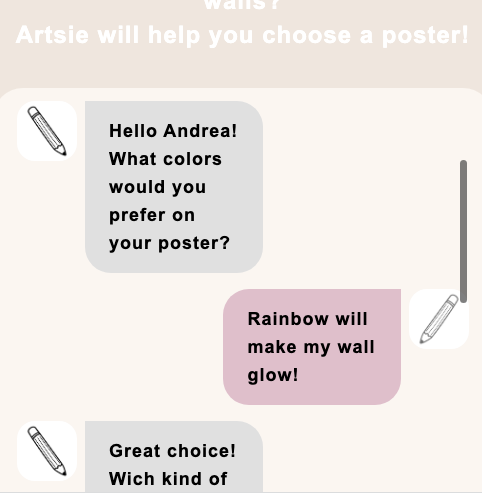 walls?
Artsie will help you choose a poster!
Hello Andrea!
What colors
would you
prefer on
your poster?
Rainbow will
make my wall
glow!
Great choice!
Wich kind of